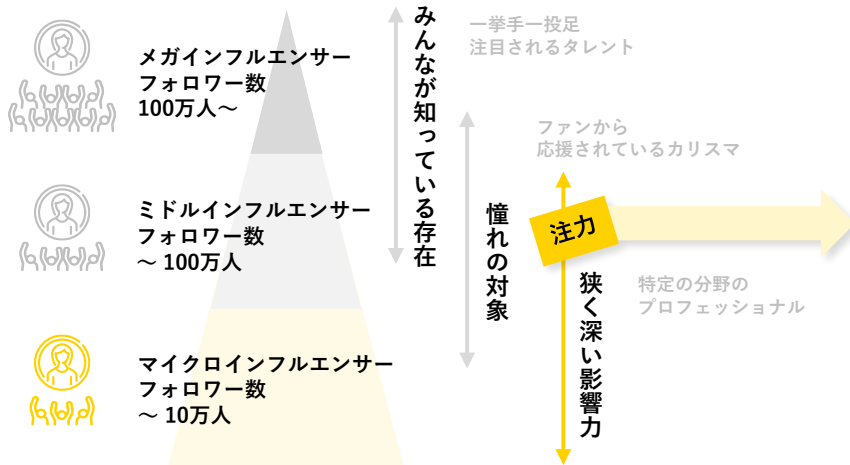 メガインフルエンサー
フォロワー数
100万人～
ミドルインフルエンサー
フォロワー数
～ 100万人
マイクロインフルエンサー
フォロワー数
～ 10万人
みんなが知っている存在
一挙手一投足
注目されるタレント
憧れの対象
ファンから
応援されているカリスマ
注力
狭く深い影響力
特定の分野の
プロフェッショナル